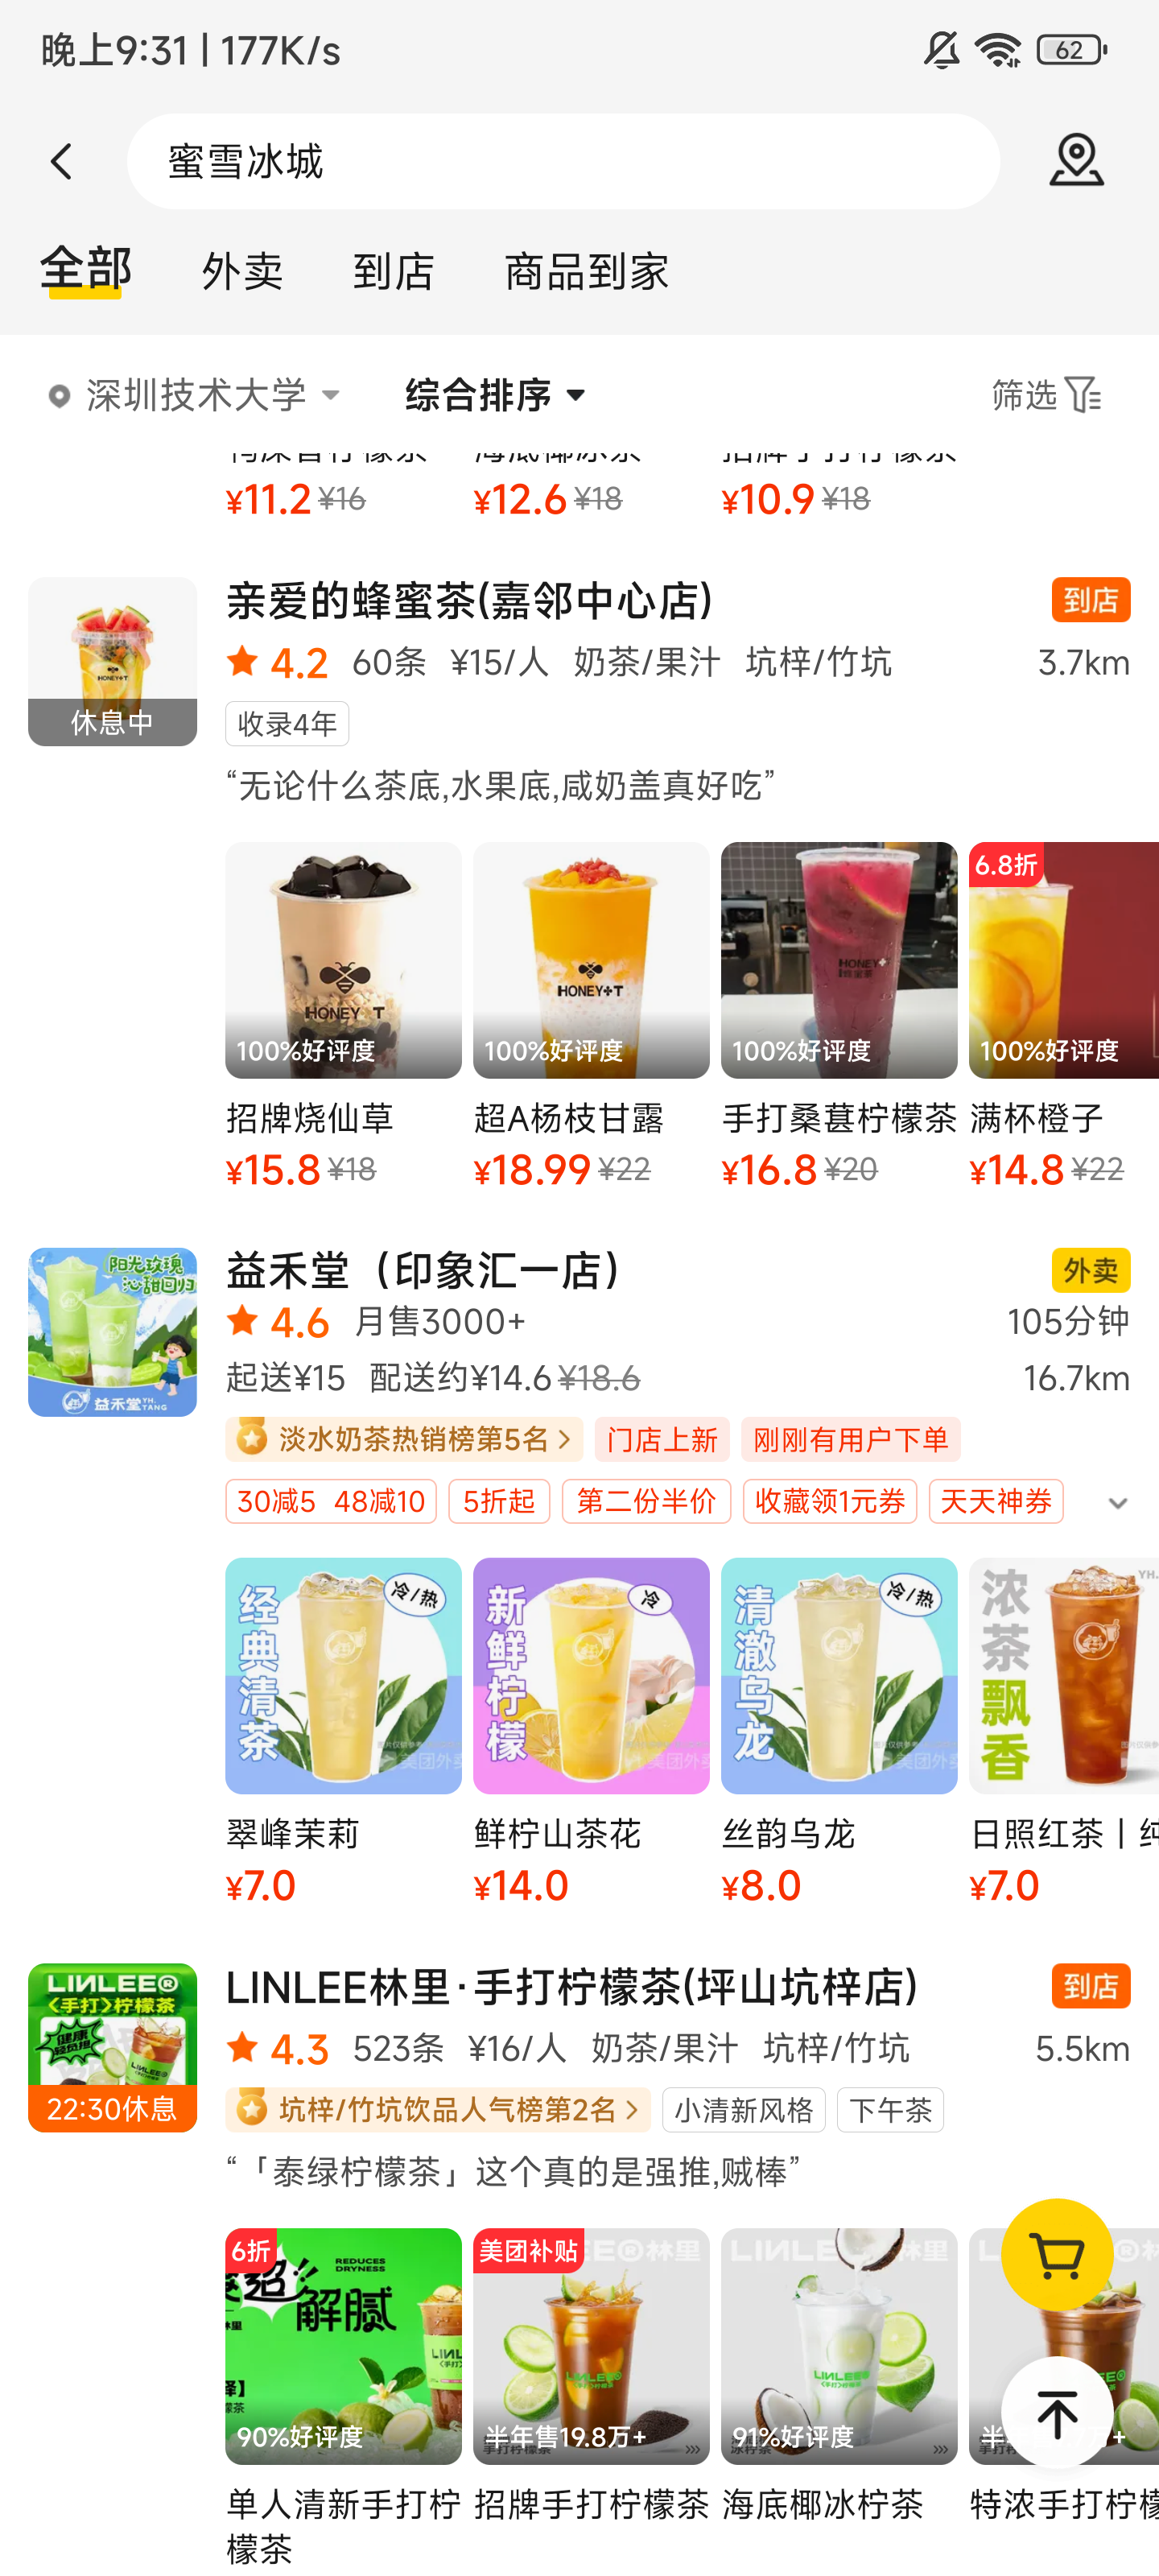 晚上9:31 | 177K/s
62
蜜雪冰城
全部 外卖 到店 商品到家
深圳技术大学 综合排序 筛选
¥11.2 ¥16 ¥12.6 ¥18 ¥10.9 ¥18
亲爱的蜂蜜茶(嘉邻中心店) 到店
4.2 60条 ¥15/人 奶茶/果汁 坑梓/竹坑 3.7km
休息中
收录4年
“无论什么茶底,水果底,咸奶盖真好吃”
6.8折
HONEY T
HONEY+T
100%好评度 100%好评度 100%好评度 100%好评度
招牌烧仙草 超A杨枝甘露 手打桑葚柠檬茶 满杯橙子
¥15.8 ¥18 ¥18.99 ¥22 ¥16.8 ¥20 ¥14.8 ¥22
阳光玫瑰
沁甜回归
益禾堂
益禾堂（印象汇一店） 外卖
4.6 月售3000+ 105分钟
起送¥15 配送约¥14.6 ¥18.6 16.7km
淡水奶茶热销榜第5名 门店上新 刚刚有用户下单
30减5 48减10 5折起 第二份半价 收藏领1元券 天天神券
经典清茶 冷/热
新鲜柠檬 冷
清澈乌龙 冷/热
浓茶飘香
翠峰茉莉 鲜柠山茶花 丝韵乌龙 日照红茶丨纯
¥7.0 ¥14.0 ¥8.0 ¥7.0
LINLEE®
〈手打〉柠檬茶
健康
轻负担
22:30休息
LINLEE林里·手打柠檬茶(坪山坑梓店) 到店
4.3 523条 ¥16/人 奶茶/果汁 坑梓/竹坑 5.5km
坑梓/竹坑饮品人气榜第2名 小清新风格 下午茶
“「泰绿柠檬茶」这个真的是强推,贼棒”
6折 美团补贴
REDUCES
DRYNESS
解腻
90%好评度 半年售19.8万+ 91%好评度
单人清新手打柠檬茶 招牌手打柠檬茶 海底椰冰柠茶 特浓手打柠檬